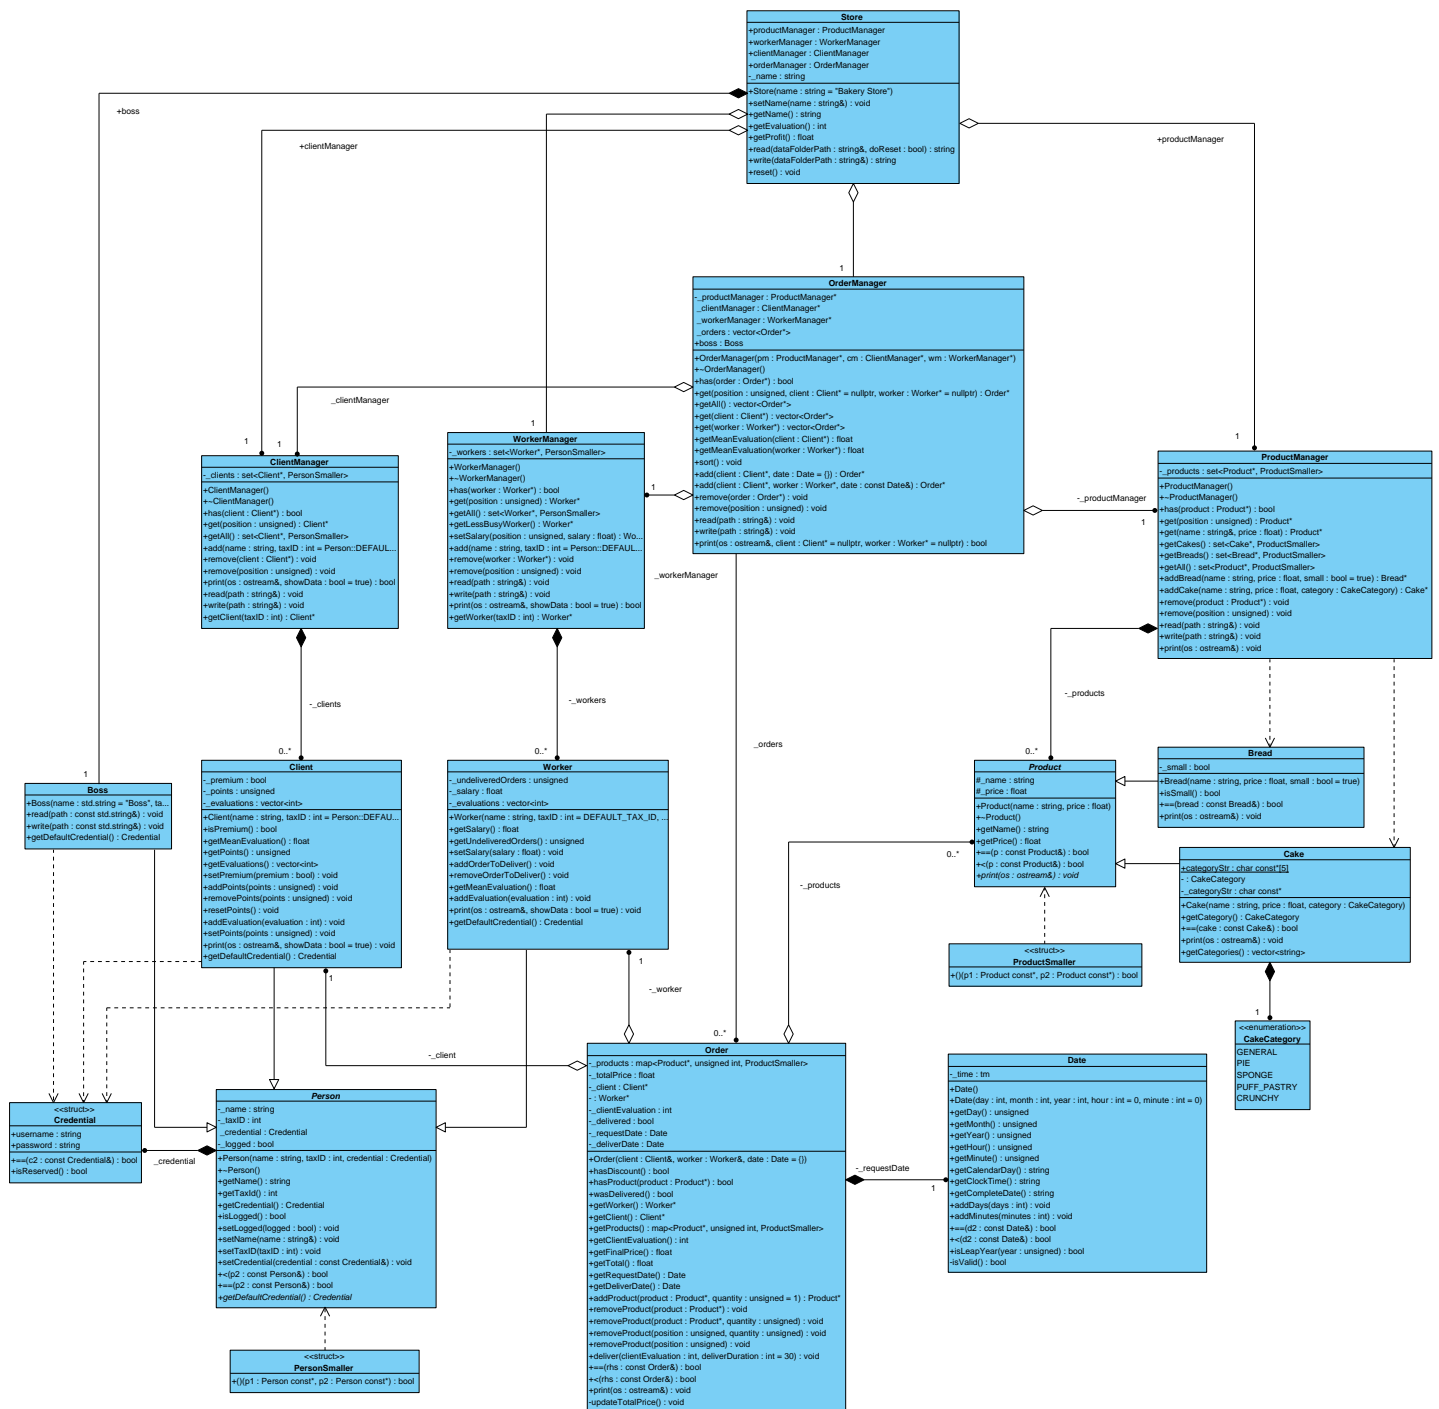 Store
+productManager : ProductManager
+workerManager : WorkerManager
+clientManager : ClientManager
+orderManager : OrderManager
-_name : string
+Store(name : string = "Bakery Store")
+setName(name : string&) : void
+getName() : string
+getEvaluation() : int
+getProfit() : float
+read(dataFolderPath : string&, doReset : bool) : string
+write(dataFolderPath : string&) : string
+reset() : void
+boss
+clientManager
+productManager
1
OrderManager
-_productManager : ProductManager*
_clientManager : ClientManager*
_workerManager : WorkerManager*
_orders : vector<Order*>
+boss : Boss
+OrderManager(pm : ProductManager*, cm : ClientManager*, wm : WorkerManager*)
+~OrderManager()
+has(order : Order*) : bool
+get(position : unsigned, client : Client* = nullptr, worker : Worker* = nullptr) : Order*
+getAll() : vector<Order*>
+get(client : Client*) : vector<Order*>
+get(worker : Worker*) : vector<Order*>
+getMeanEvaluation(client : Client*) : float
+getMeanEvaluation(worker : Worker*) : float
+sort() : void
+add(client : Client*, date : Date = {}) : Order*
+add(client : Client*, worker : Worker*, date : const Date&) : Order*
+remove(order : Order*) : void
+remove(position : unsigned) : void
+read(path : string&) : void
+write(path : string&) : void
+print(os : ostream&, client : Client* = nullptr, worker : Worker* = nullptr) : bool
_clientManager
1
1
1
1
1
-_productManager
1
_workerManager
ClientManager
-_clients : set<Client*, PersonSmaller>
+ClientManager()
+~ClientManager()
+has(client : Client*) : bool
+get(position : unsigned) : Client*
+getAll() : set<Client*, PersonSmaller>
+add(name : string, taxID : int = Person::DEFAUL...
+remove(client : Client*) : void
+remove(position : unsigned) : void
+print(os : ostream&, showData : bool = true) : bool
+read(path : string&) : void
+write(path : string&) : void
+getClient(taxID : int) : Client*
WorkerManager
-_workers : set<Worker*, PersonSmaller>
+WorkerManager()
+~WorkerManager()
+has(worker : Worker*) : bool
+get(position : unsigned) : Worker*
+getAll() : set<Worker*, PersonSmaller>
+getLessBusyWorker() : Worker*
+setSalary(position : unsigned, salary : float) : Wo...
+add(name : string, taxID : int = Person::DEFAUL...
+remove(worker : Worker*) : void
+remove(position : unsigned) : void
+read(path : string&) : void
+write(path : string&) : void
+print(os : ostream&, showData : bool = true) : bool
+getWorker(taxID : int) : Worker*
ProductManager
-_products : set<Product*, ProductSmaller>
+ProductManager()
+~ProductManager()
+has(product : Product*) : bool
+get(position : unsigned) : Product*
+get(name : string&, price : float) : Product*
+getCakes() : set<Cake*, ProductSmaller>
+getBreads() : set<Bread*, ProductSmaller>
+getAll() : set<Product*, ProductSmaller>
+addBread(name : string, price : float, small : bool = true) : Bread*
+addCake(name : string, price : float, category : CakeCategory) : Cake*
+remove(product : Product*) : void
+remove(position : unsigned) : void
+read(path : string&) : void
+write(path : string&) : void
+print(os : ostream&) : void
-_clients
-_workers
-_products
_orders
0..*
0..*
0..*
1
Boss
+Boss(name : std.string = "Boss", ta...
+read(path : const std.string&) : void
+write(path : const std.string&) : void
+getDefaultCredential() : Credential
Client
-_premium : bool
-_points : unsigned
-_evaluations : vector<int>
+Client(name : string, taxID : int = Person::DEFAU...
+isPremium() : bool
+getMeanEvaluation() : float
+getPoints() : unsigned
+getEvaluations() : vector<int>
+setPremium(premium : bool) : void
+addPoints(points : unsigned) : void
+removePoints(points : unsigned) : void
+resetPoints() : void
+addEvaluation(evaluation : int) : void
+setPoints(points : unsigned) : void
+print(os : ostream&, showData : bool = true) : void
+getDefaultCredential() : Credential
Worker
-_undeliveredOrders : unsigned
-_salary : float
-_evaluations : vector<int>
+Worker(name : string, taxID : int = DEFAULT_TAX_ID, ...
+getSalary() : float
+getUndeliveredOrders() : unsigned
+setSalary(salary : float) : void
+addOrderToDeliver() : void
+removeOrderToDeliver() : void
+getMeanEvaluation() : float
+addEvaluation(evaluation : int) : void
+print(os : ostream&, showData : bool = true) : void
+getDefaultCredential() : Credential
Product
#_name : string
#_price : float
+Product(name : string, price : float)
+~Product()
+getName() : string
+getPrice() : float
+==(p : const Product&) : bool
+<(p : const Product&) : bool
+print(os : ostream&) : void
Bread
-_small : bool
+Bread(name : string, price : float, small : bool = true)
+isSmall() : bool
+==(bread : const Bread&) : bool
+print(os : ostream&) : void
Cake
+categoryStr : char const*[5]
- : CakeCategory
-_categoryStr : char const*
+Cake(name : string, price : float, category : CakeCategory)
+getCategory() : CakeCategory
+==(cake : const Cake&) : bool
+print(os : ostream&) : void
+getCategories() : vector<string>
0..*
-_products
<<struct>>
ProductSmaller
+()(p1 : Product const*, p2 : Product const*) : bool
1
<<enumeration>>
CakeCategory
GENERAL
PIE
SPONGE
PUFF_PASTRY
CRUNCHY
1
1
-_worker
-_client
0..*
<<struct>>
Credential
+username : string
+password : string
+==(c2 : const Credential&) : bool
+isReserved() : bool
_credential
Person
-_name : string
-_taxID : int
_credential : Credential
-_logged : bool
+Person(name : string, taxID : int, credential : Credential)
+~Person()
+getName() : string
+getTaxId() : int
+getCredential() : Credential
+isLogged() : bool
+setLogged(logged : bool) : void
+setName(name : string&) : void
+setTaxID(taxID : int) : void
+setCredential(credential : const Credential&) : void
+<(p2 : const Person&) : bool
+==(p2 : const Person&) : bool
+getDefaultCredential() : Credential
<<struct>>
PersonSmaller
+()(p1 : Person const*, p2 : Person const*) : bool
Order
-_products : map<Product*, unsigned int, ProductSmaller>
-_totalPrice : float
-_client : Client*
- : Worker*
-_clientEvaluation : int
-_delivered : bool
-_requestDate : Date
-_deliverDate : Date
+Order(client : Client&, worker : Worker&, date : Date = {})
+hasDiscount() : bool
+hasProduct(product : Product*) : bool
+wasDelivered() : bool
+getWorker() : Worker*
+getClient() : Client*
+getProducts() : map<Product*, unsigned int, ProductSmaller>
+getClientEvaluation() : int
+getFinalPrice() : float
+getTotal() : float
+getRequestDate() : Date
+getDeliverDate() : Date
+addProduct(product : Product*, quantity : unsigned = 1) : Product*
+removeProduct(product : Product*) : void
+removeProduct(product : Product*, quantity : unsigned) : void
+removeProduct(position : unsigned, quantity : unsigned) : void
+removeProduct(position : unsigned) : void
+deliver(clientEvaluation : int, deliverDuration : int = 30) : void
+==(rhs : const Order&) : bool
+<(rhs : const Order&) : bool
+print(os : ostream&) : void
-updateTotalPrice() : void
-_requestDate
1
Date
-_time : tm
+Date()
+Date(day : int, month : int, year : int, hour : int = 0, minute : int = 0)
+getDay() : unsigned
+getMonth() : unsigned
+getYear() : unsigned
+getHour() : unsigned
+getMinute() : unsigned
+getCalendarDay() : string
+getClockTime() : string
+getCompleteDate() : string
+addDays(days : int) : void
+addMinutes(minutes : int) : void
+==(d2 : const Date&) : bool
+<(d2 : const Date&) : bool
+isLeapYear(year : unsigned) : bool
-isValid() : bool